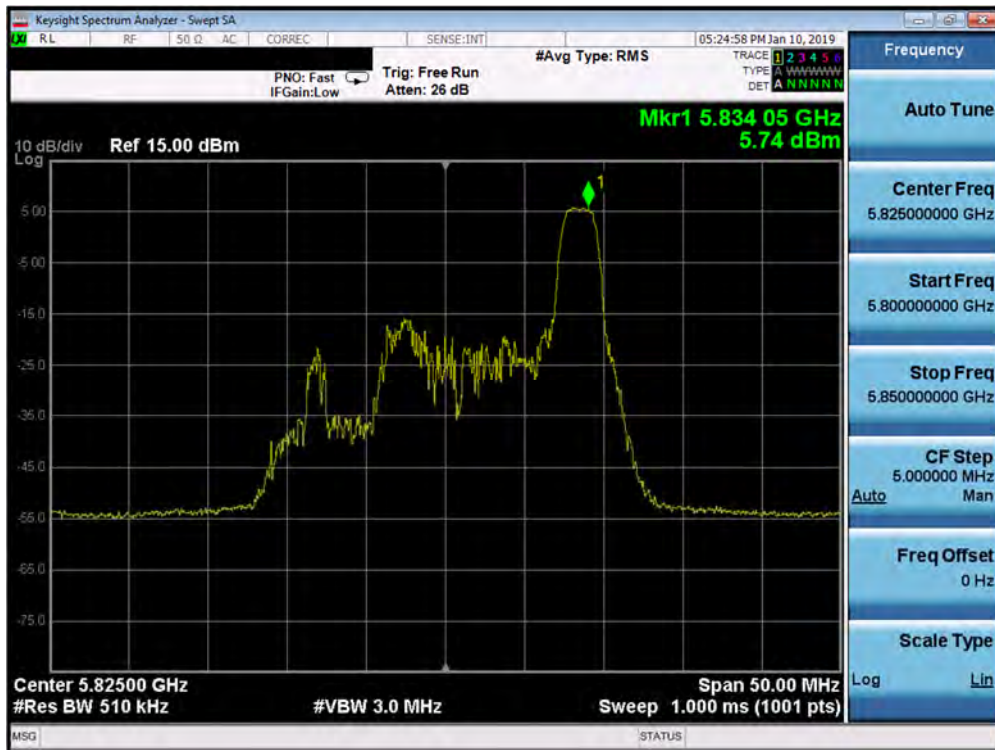 Keysight Spectrum Analyzer - Swept SA
LXI RL RF 50 Ω AC CORREC SENSE:INT 05:24:58 PM Jan 10, 2019
#Avg Type: RMS TRACE 1 2 3 4 5 6
PNO: Fast Trig: Free Run TYPE A WWWWW
IFGain:Low Atten: 26 dB DET A N N N N N
Mkr1 5.834 05 GHz
5.74 dBm
10 dB/div Ref 15.00 dBm
Log
1
5.00
-5.00
-15.0
-25.0
-35.0
-45.0
-55.0
-65.0
-75.0
Center 5.82500 GHz Span 50.00 MHz
#Res BW 510 kHz #VBW 3.0 MHz Sweep 1.000 ms (1001 pts)
MSG STATUS
Frequency
Auto Tune
Center Freq
5.825000000 GHz
Start Freq
5.800000000 GHz
Stop Freq
5.850000000 GHz
CF Step
5.000000 MHz
Auto Man
Freq Offset
0 Hz
Scale Type
Log Lin